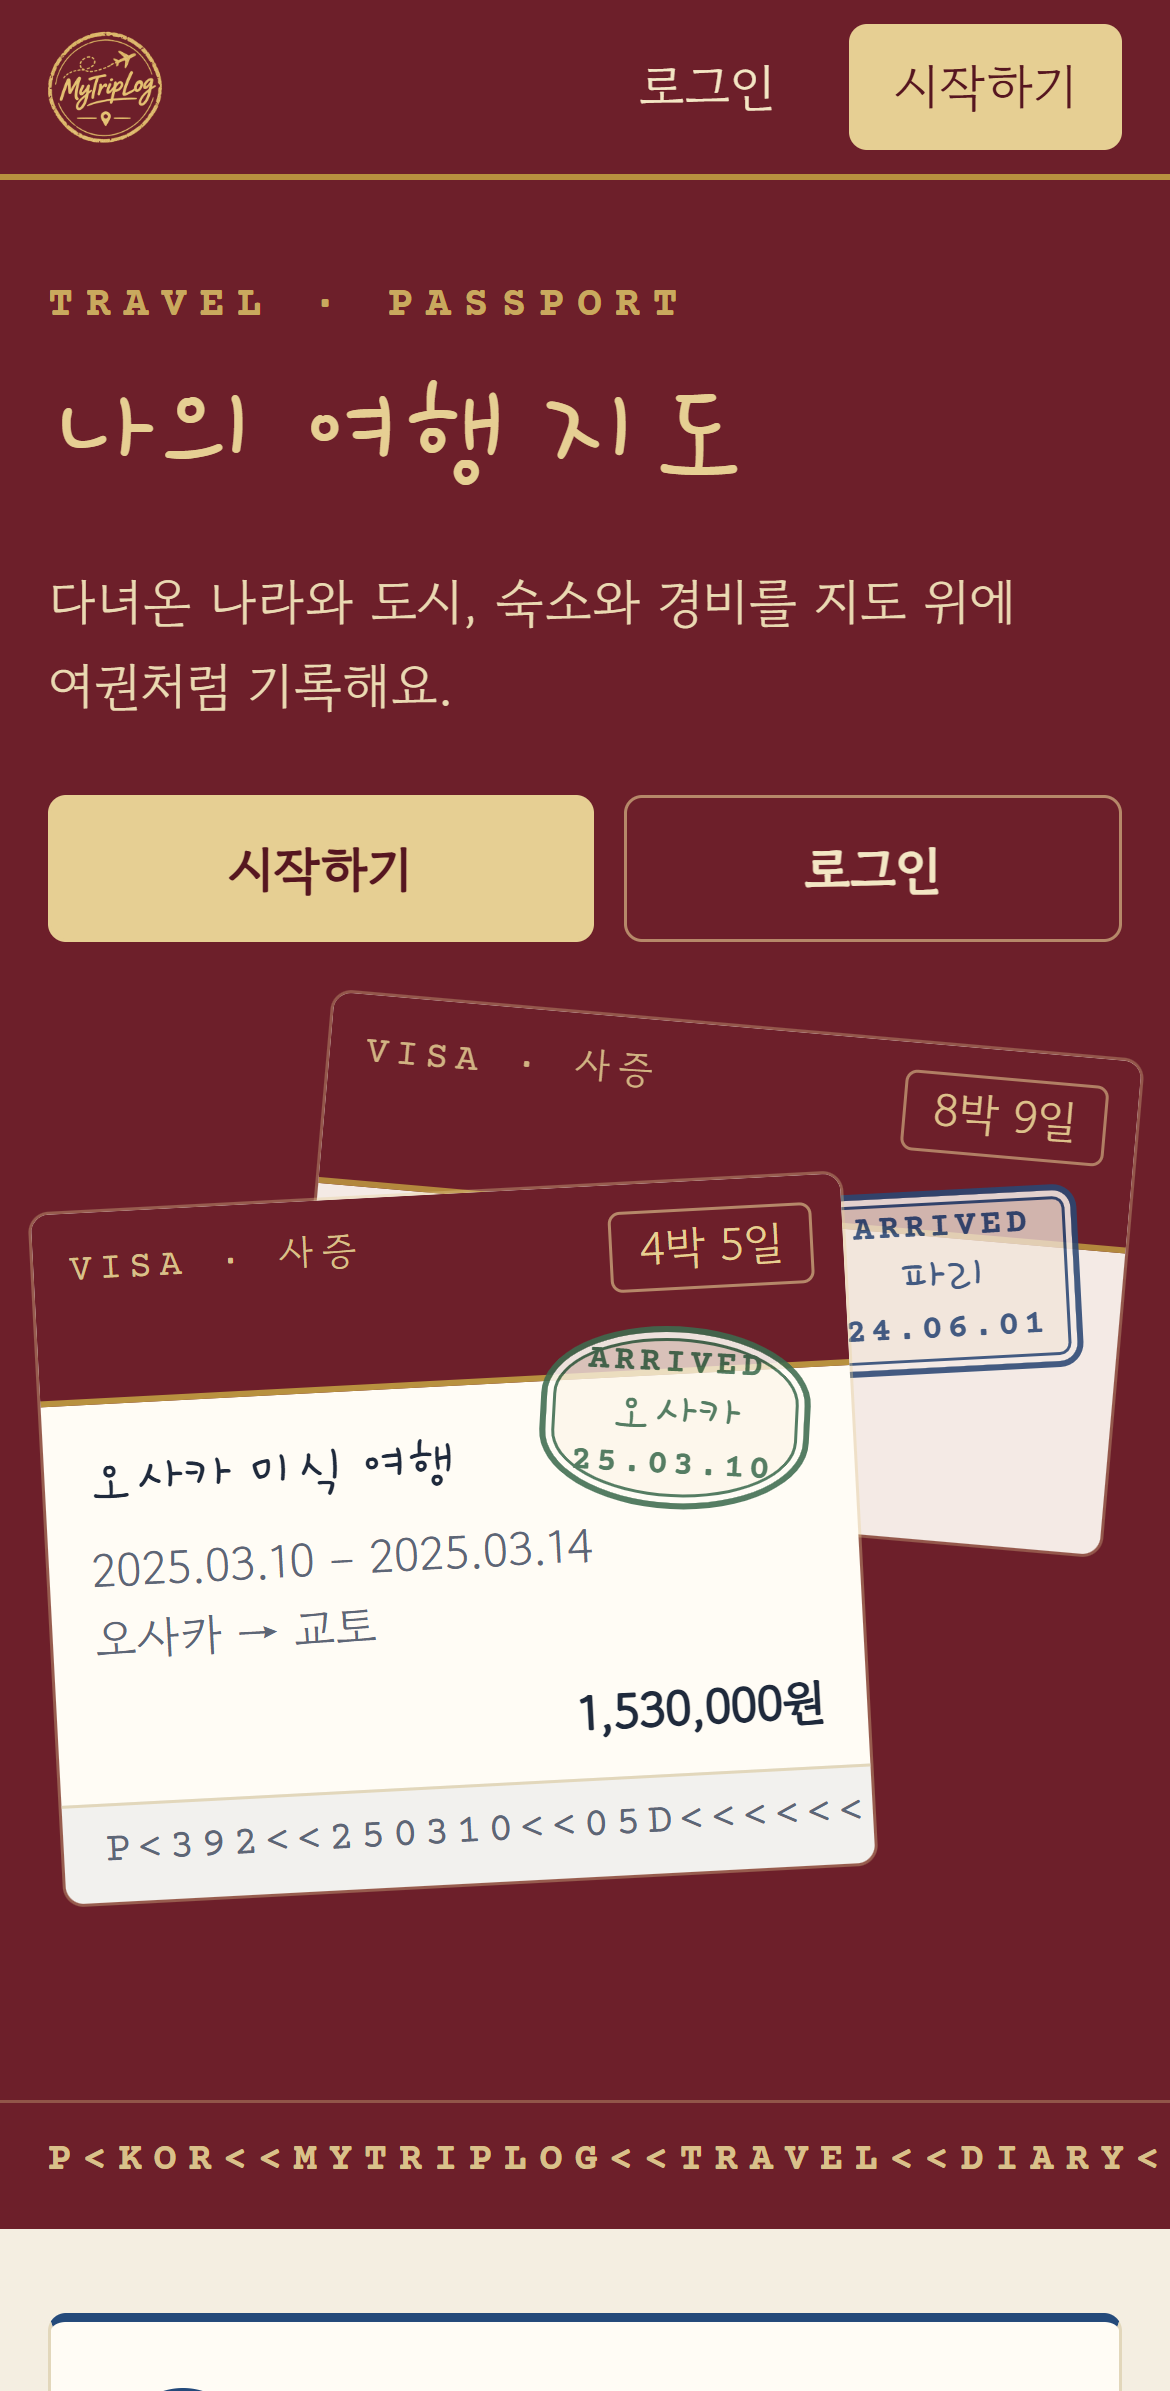 MyTripLog
로그인
시작하기
TRAVEL · PASSPORT
나의 여행 지도
다녀온 나라와 도시, 숙소와 경비를 지도 위에
여권처럼 기록해요.
시작하기
로그인
VISA · 사증
8박 9일
ARRIVED
파리
24.06.01
VISA · 사증
4박 5일
ARRIVED
오사카
25.03.10
오사카 미식 여행
2025.03.10 – 2025.03.14
오사카 → 교토
1,530,000원
P<392<<250310<<05D<<<<<<
P<KOR<<MYTRIPLOG<<TRAVEL<<DIARY<